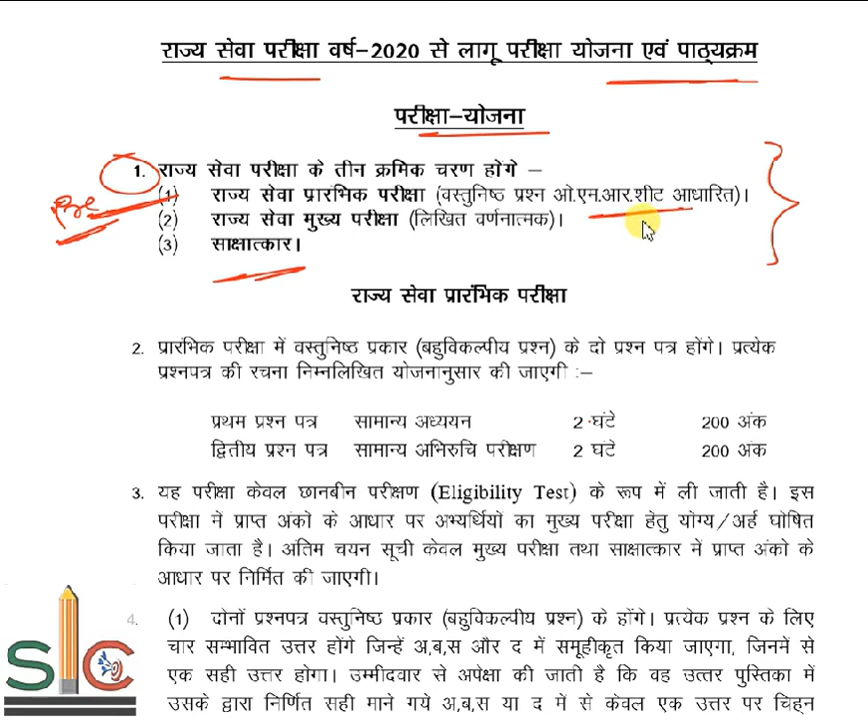 राज्य सेवा परीक्षा वर्ष–2020 से लागू परीक्षा योजना एवं पाठ्यक्रम
परीक्षा–योजना
1. राज्य सेवा परीक्षा के तीन क्रमिक चरण होंगे –
Pre (1) राज्य सेवा प्रारंभिक परीक्षा (वस्तुनिष्ठ प्रश्न ओ.एन.आर.शीट आधारित)।
(2) राज्य सेवा मुख्य परीक्षा (लिखित वर्णनात्मक)।
(3) साक्षात्कार।
राज्य सेवा प्रारंभिक परीक्षा
2. प्रारंभिक परीक्षा में वस्तुनिष्ठ प्रकार (बहुविकल्पीय प्रश्न) के दो प्रश्न पत्र होंगे। प्रत्येक
प्रश्नपत्र की रचना निम्नलिखित योजनानुसार की जाएगी :–
प्रथम प्रश्न पत्र सामान्य अध्ययन 2 घंटे 200 अंक
द्वितीय प्रश्न पत्र सामान्य अभिरुचि परीक्षण 2 घंटे 200 अंक
3. यह परीक्षा केवल छानबीन परीक्षण (Eligibility Test) के रूप में ली जाती है। इस
परीक्षा में प्राप्त अंको के आधार पर अभ्यर्थियों का मुख्य परीक्षा हेतु योग्य/अर्ह घोषित
किया जाता है। अंतिम चयन सूची केवल मुख्य परीक्षा तथा साक्षात्कार में प्राप्त अंको के
आधार पर निर्मित की जाएगी।
4. (1) दोनों प्रश्नपत्र वस्तुनिष्ठ प्रकार (बहुविकल्पीय प्रश्न) के होंगे। प्रत्येक प्रश्न के लिए
चार सम्भावित उत्तर होंगे जिन्हें अ,ब,स और द में समूहीकृत किया जाएगा, जिनमें से
एक सही उत्तर होगा। उम्मीदवार से अपेक्षा की जाती है कि वह उत्तर पुस्तिका में
उसके द्वारा निर्णित सही माने गये अ,ब,स या द में से केवल एक उत्तर पर चिह्न
SIC